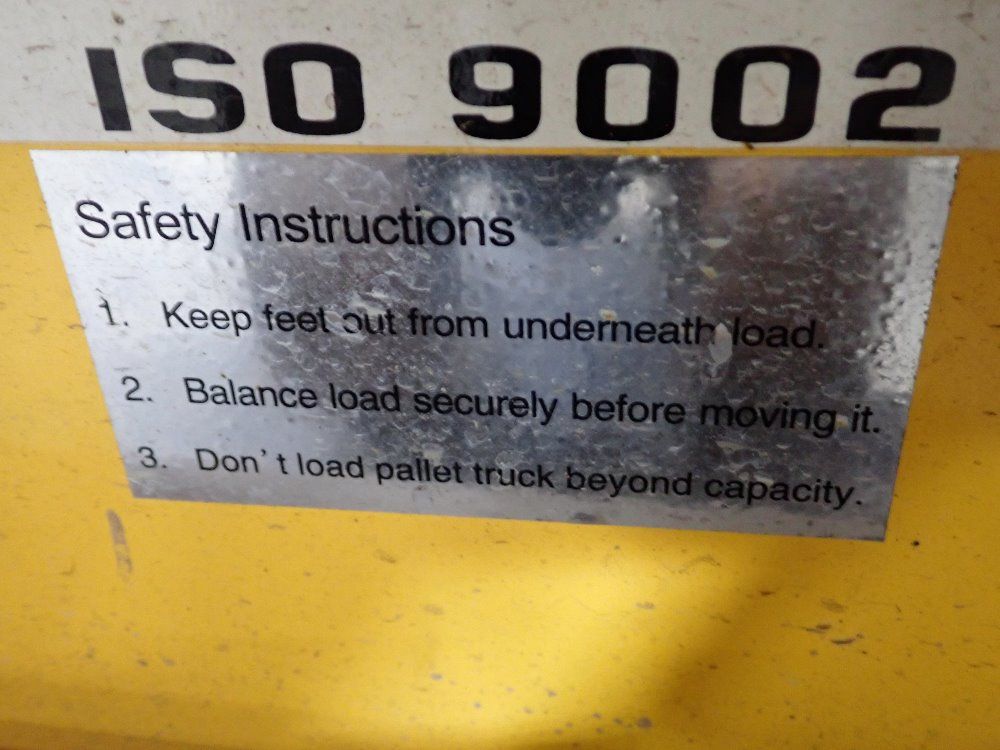 ISO 9002
Safety Instructions
1. Keep feet out from underneath load.
2. Balance load securely before moving it.
3. Don't load pallet truck beyond capacity.